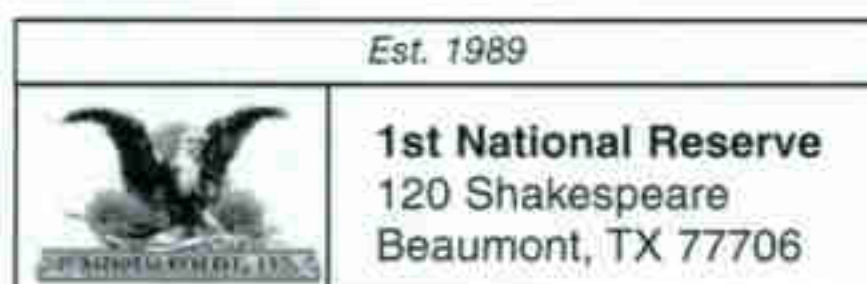 Est. 1989
1st National Reserve
120 Shakespeare
Beaumont, TX 77706